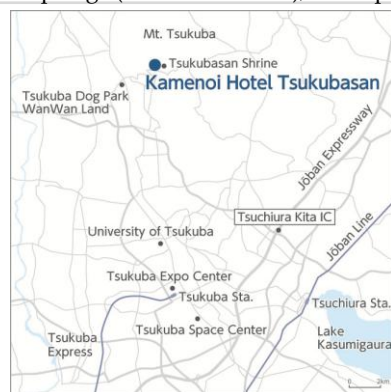 Mt. Tsukuba
Tsukubasan Shrine
Kamenoi Hotel Tsukubasan
Tsukuba Dog Park
WanWan Land
Jōban Expressway
Tsuchiura Kita IC
University of Tsukuba
Jōban Line
Tsukuba Expo Center
Tsukuba Sta.
Tsuchiura Sta.
Tsukuba Space Center
Tsukuba
Express
Lake
Kasumigaura